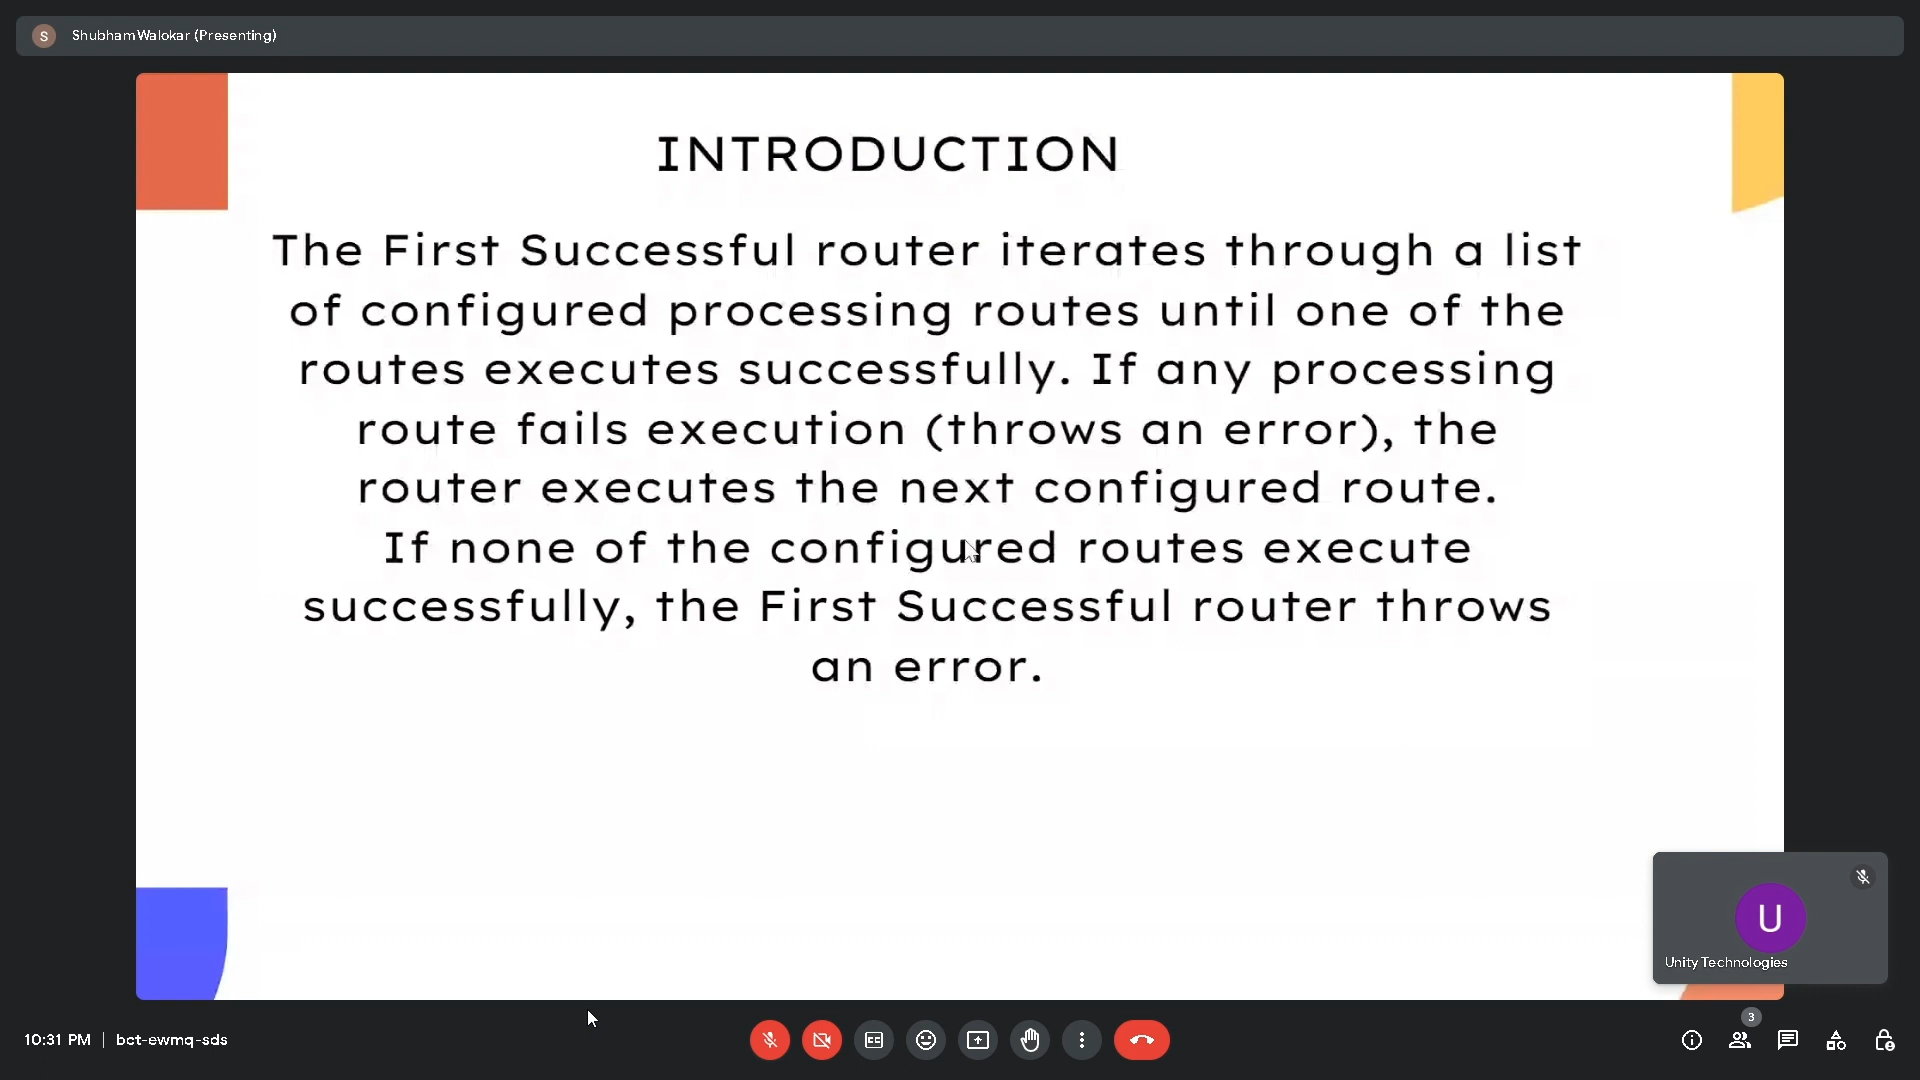 S
ShubhamWalokar (Presenting)
INTRODUCTION
The First Successful router iterates through a list
of configured processing routes until one of the
routes executes successfully. If any processing
route fails execution (throws an error), the
router executes the next configured route.
If none of the configured routes execute
successfully, the First Successful router throws
an error.
U
Unity Technologies
10:31 PM | bct-ewmq-sds
3